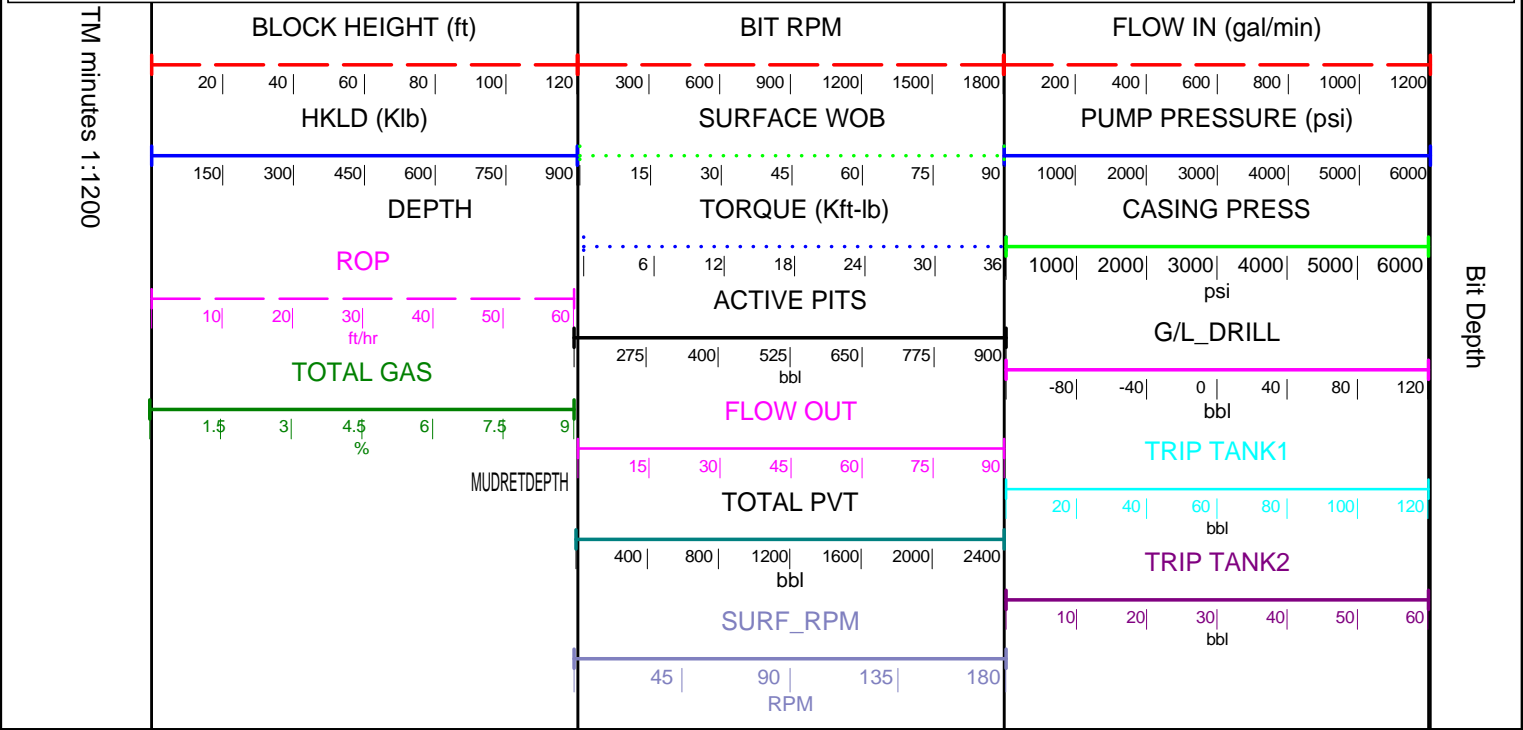 TM minutes 1:1200
BLOCK HEIGHT (ft)
20 40 60 80 100 120
HKLD (Klb)
150 300 450 600 750 900
DEPTH
ROP
10 20 30 40 50 60
ft/hr
TOTAL GAS
1.5 3 4.5 6 7.5 9
%
MUDRETDEPTH
BIT RPM
300 600 900 1200 1500 1800
SURFACE WOB
15 30 45 60 75 90
TORQUE (Kft-lb)
6 12 18 24 30 36
ACTIVE PITS
275 400 525 650 775 900
bbl
FLOW OUT
15 30 45 60 75 90
TOTAL PVT
400 800 1200 1600 2000 2400
bbl
SURF_RPM
45 90 135 180
RPM
FLOW IN (gal/min)
200 400 600 800 1000 1200
PUMP PRESSURE (psi)
1000 2000 3000 4000 5000 6000
CASING PRESS
1000 2000 3000 4000 5000 6000
psi
G/L_DRILL
-80 -40 0 40 80 120
bbl
TRIP TANK1
20 40 60 80 100 120
bbl
TRIP TANK2
10 20 30 40 50 60
bbl
Bit Depth